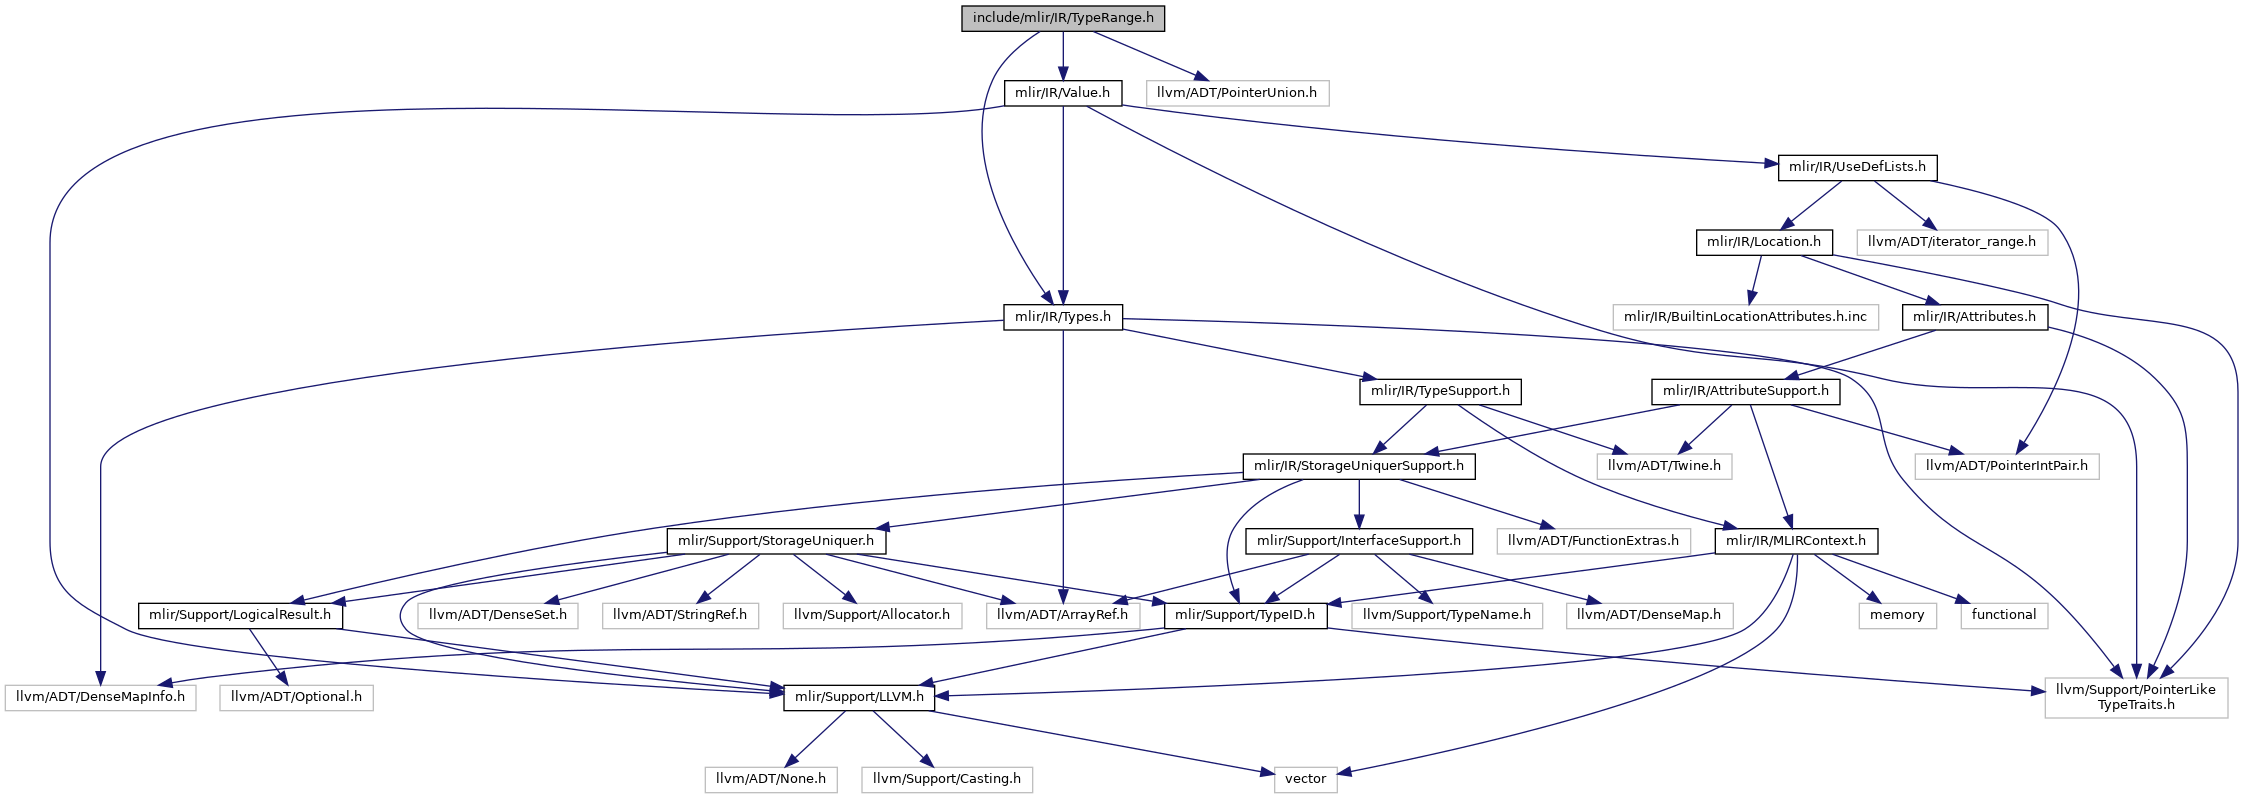 include/mlir/IR/TypeRange.h
mlir/IR/Value.h
llvm/ADT/PointerUnion.h
mlir/IR/UseDefLists.h
mlir/IR/Location.h
llvm/ADT/iterator_range.h
mlir/IR/Types.h
mlir/IR/BuiltinLocationAttributes.h.inc
mlir/IR/Attributes.h
mlir/IR/TypeSupport.h
mlir/IR/AttributeSupport.h
mlir/IR/StorageUniquerSupport.h
llvm/ADT/Twine.h
llvm/ADT/PointerIntPair.h
mlir/Support/StorageUniquer.h
mlir/Support/InterfaceSupport.h
llvm/ADT/FunctionExtras.h
mlir/IR/MLIRContext.h
mlir/Support/LogicalResult.h
llvm/ADT/DenseSet.h
llvm/ADT/StringRef.h
llvm/Support/Allocator.h
llvm/ADT/ArrayRef.h
mlir/Support/TypeID.h
llvm/Support/TypeName.h
llvm/ADT/DenseMap.h
memory
functional
llvm/ADT/DenseMapInfo.h
llvm/ADT/Optional.h
mlir/Support/LLVM.h
llvm/Support/PointerLike
TypeTraits.h
llvm/ADT/None.h
llvm/Support/Casting.h
vector